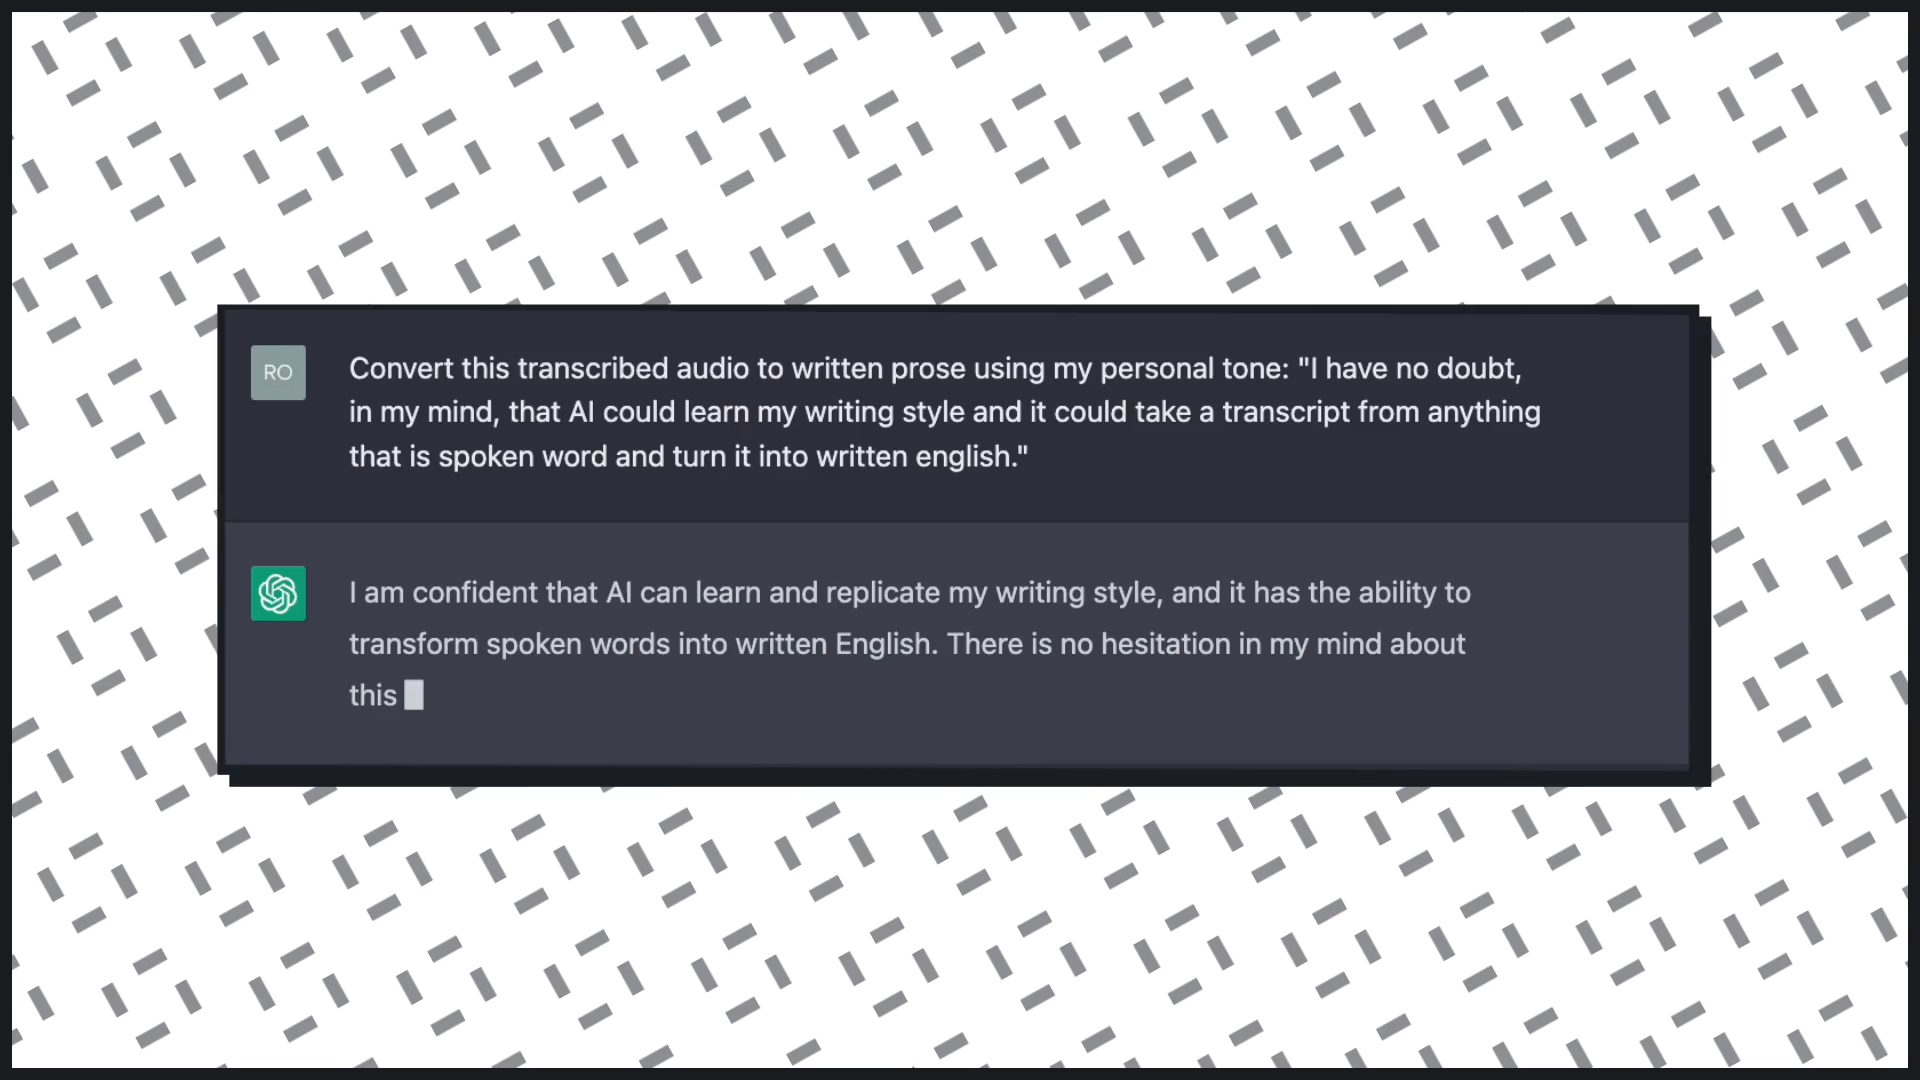 RO
Convert this transcribed audio to written prose using my personal tone: "I have no doubt,
in my mind, that AI could learn my writing style and it could take a transcript from anything
that is spoken word and turn it into written english."
I am confident that AI can learn and replicate my writing style, and it has the ability to
transform spoken words into written English. There is no hesitation in my mind about
this